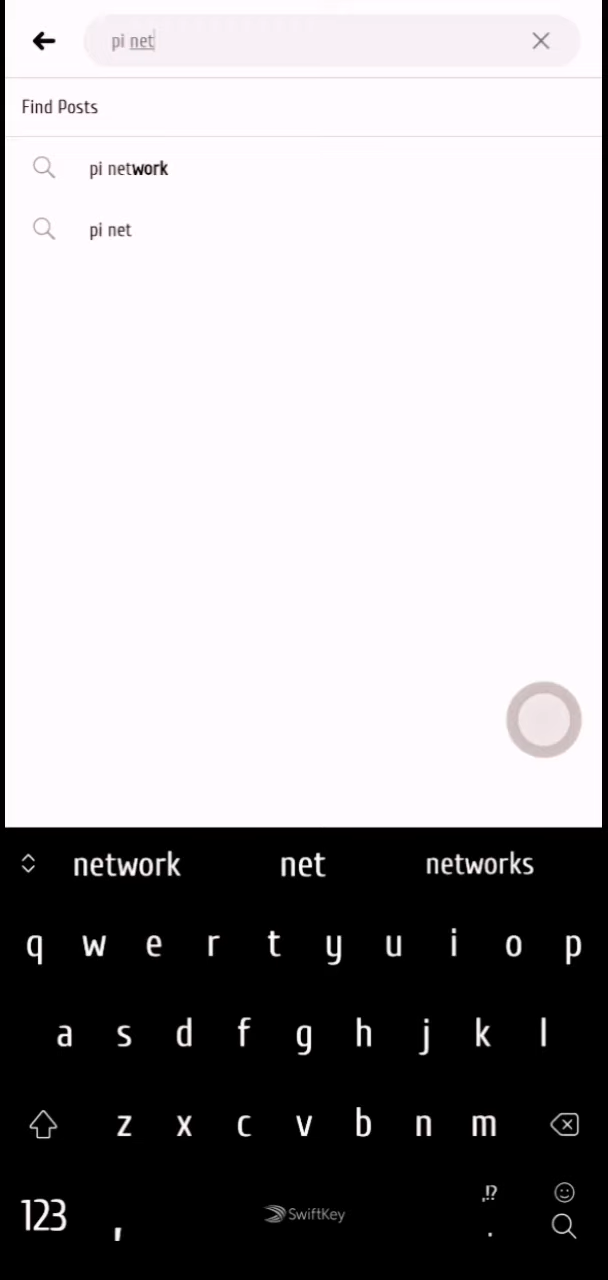 pi net
Find Posts
pi network
pi net
network net networks
q w e r t y u i o p
a s d f g h j k l
z x c v b n m
,!?
123 , SwiftKey .